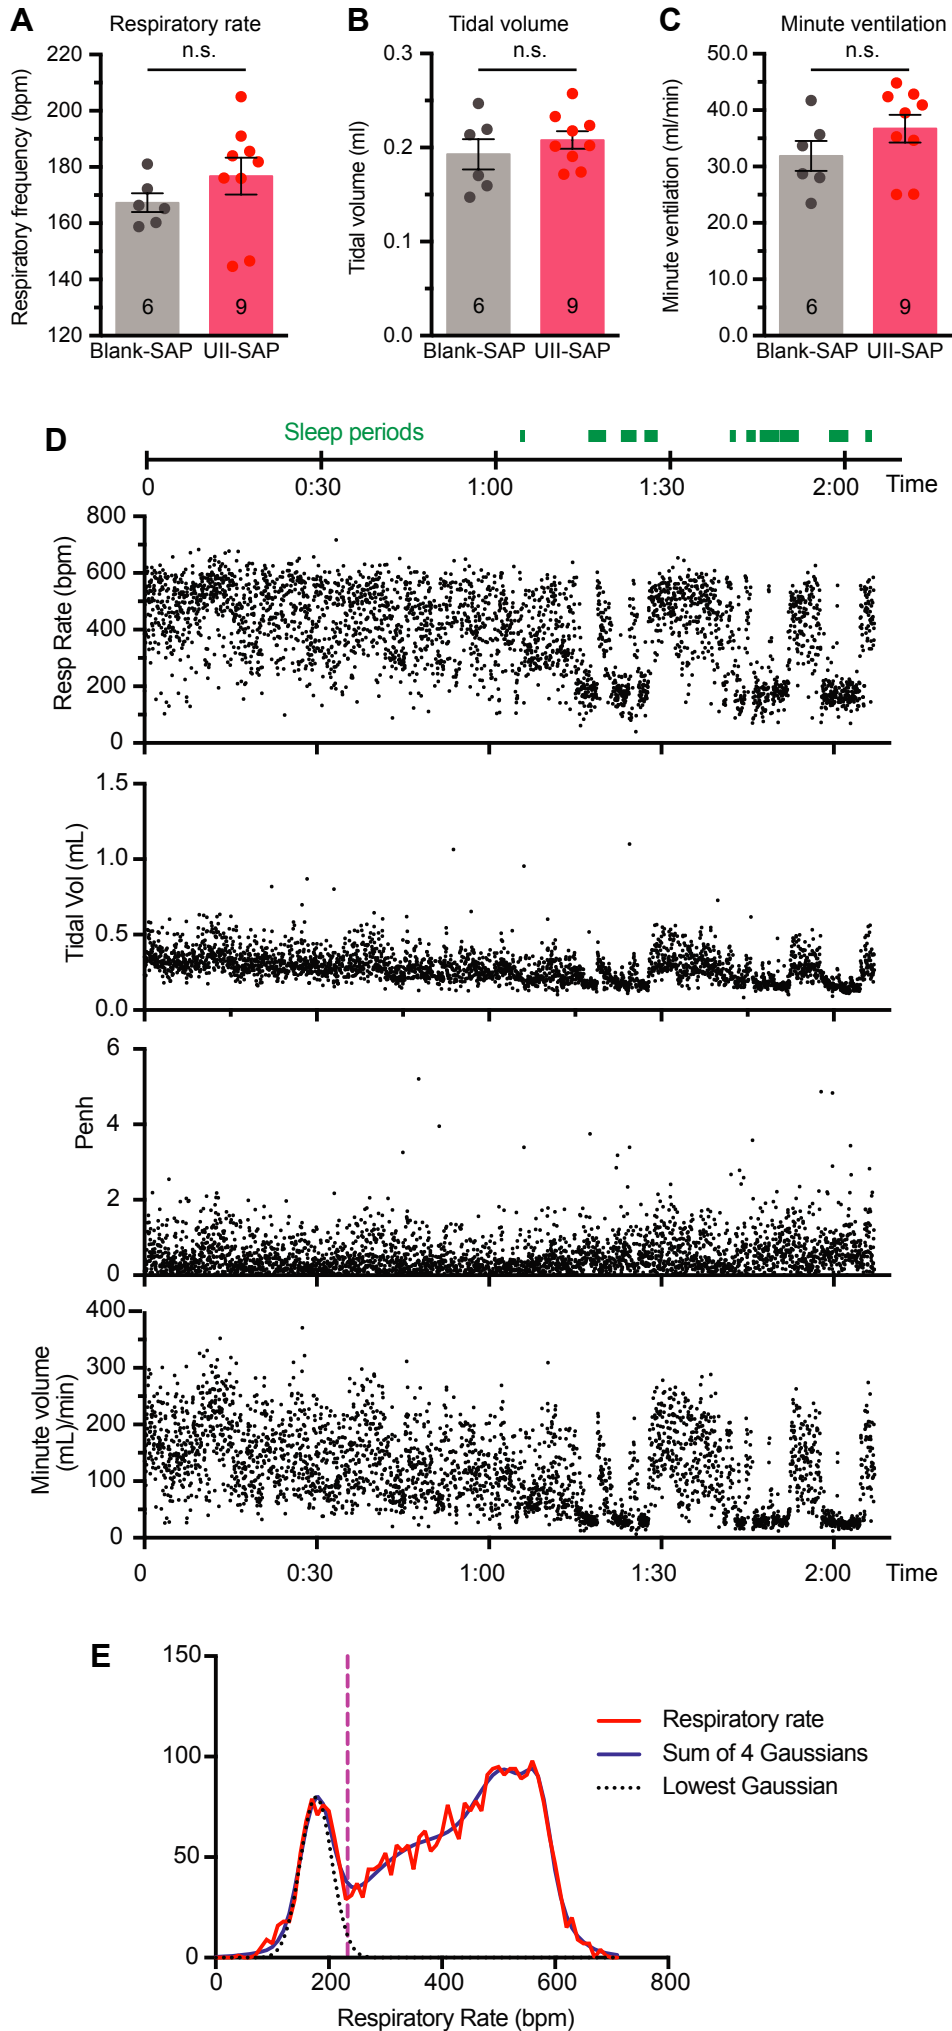 A Respiratory rate
n.s.
Respiratory frequency (bpm)
220
200
180
160
140
120
6
9
Blank-SAP UII-SAP
B Tidal volume
n.s.
Tidal volume (ml)
0.3
0.2
0.1
0.0
6
9
Blank-SAP UII-SAP
C Minute ventilation
n.s.
Minute ventilation (ml/min)
50.0
40.0
30.0
20.0
10.0
0.0
6
9
Blank-SAP UII-SAP
D
Sleep periods
0 0:30 1:00 1:30 2:00 Time
Resp Rate (bpm)
800
600
400
200
0
Tidal Vol (mL)
1.5
1.0
0.5
0.0
Penh
6
4
2
0
Minute volume
(mL)/min)
400
300
200
100
0
0 0:30 1:00 1:30 2:00 Time
E
150
100
50
0
0 200 400 600 800
Respiratory Rate (bpm)
Respiratory rate
Sum of 4 Gaussians
Lowest Gaussian